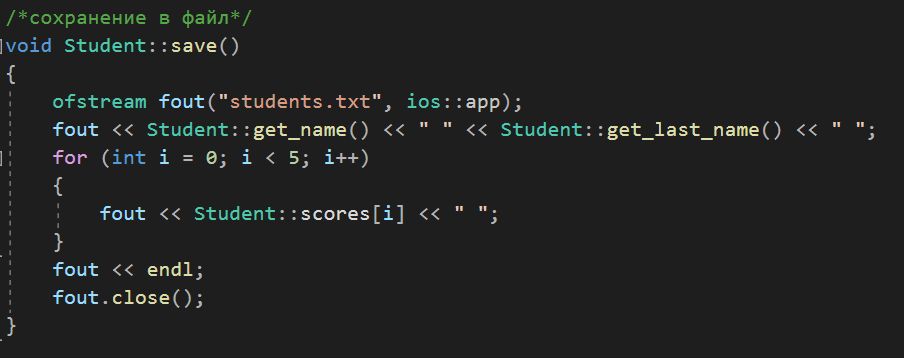 /*сохранение в файл*/
void Student::save()
{
    ofstream fout("students.txt", ios::app);
    fout << Student::get_name() << " " << Student::get_last_name() << " ";
    for (int i = 0; i < 5; i++)
    {
        fout << Student::scores[i] << " ";
    }
    fout << endl;
    fout.close();
}